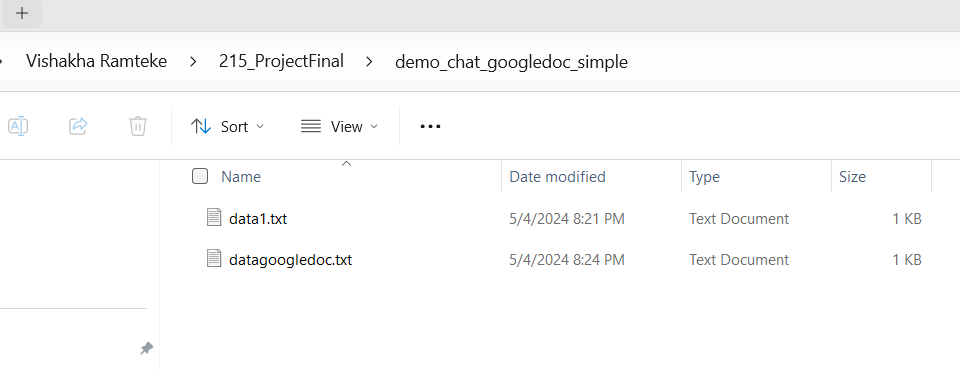 Vishakha Ramteke > 215_ProjectFinal > demo_chat_googledoc_simple
Sort View
Name Date modified Type Size
data1.txt 5/4/2024 8:21 PM Text Document 1 KB
datagoogledoc.txt 5/4/2024 8:24 PM Text Document 1 KB